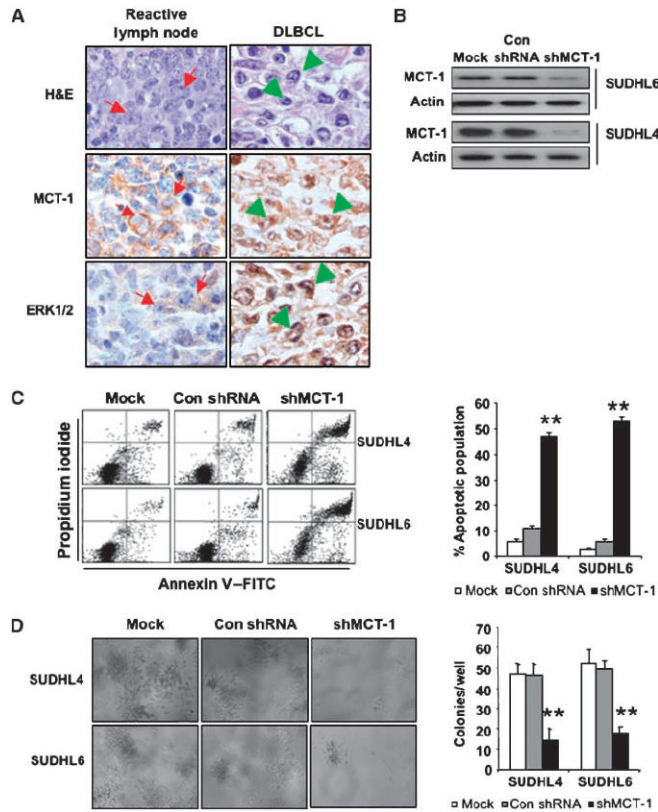 A
Reactive
lymph node
DLBCL
H&E
MCT-1
ERK1/2
B
Con
Mock shRNA shMCT-1
MCT-1
Actin
SUDHL6
MCT-1
Actin
SUDHL4
C
Mock Con shRNA shMCT-1
SUDHL4
SUDHL6
Propidium iodide
Annexin V–FITC
% Apoptotic population
60
50
40
30
20
10
0
**
**
SUDHL4 SUDHL6
Mock Con shRNA shMCT-1
D
Mock Con shRNA shMCT-1
SUDHL4
SUDHL6
Colonies/well
70
60
50
40
30
20
10
0
**
**
SUDHL4 SUDHL6
Mock Con shRNA shMCT-1